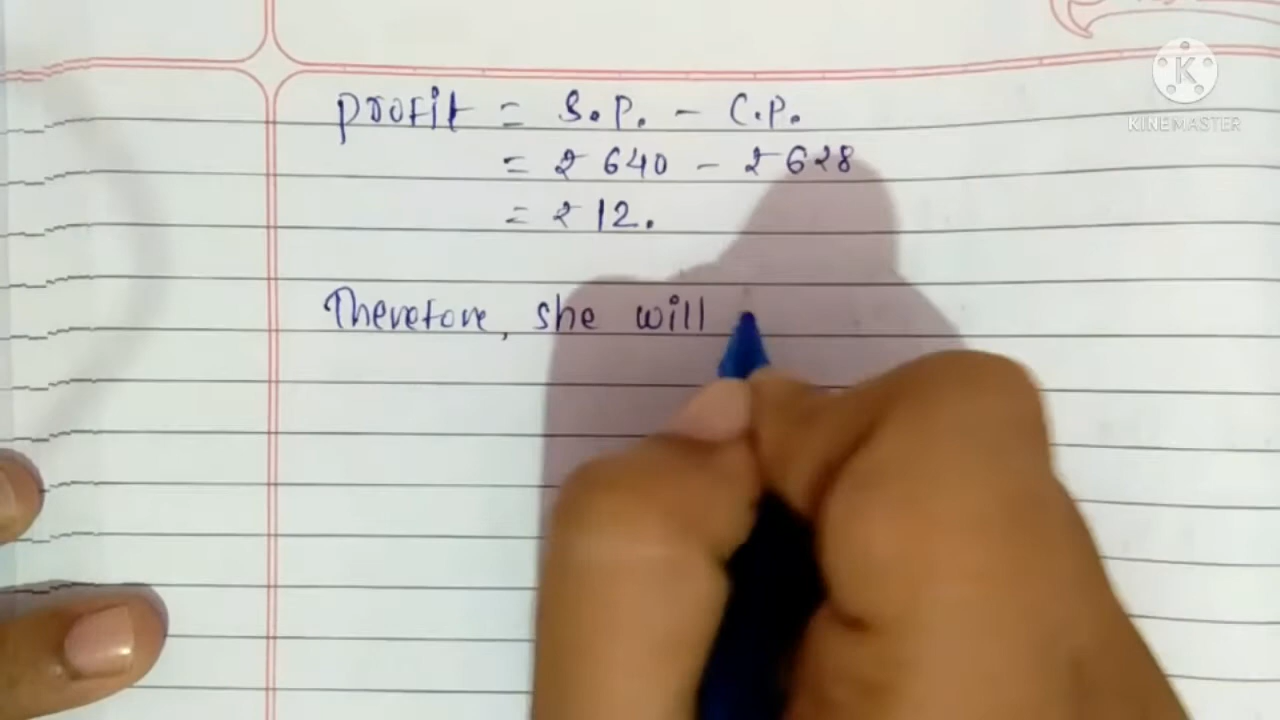 Profit = S.P. - C.P.
= ₹ 640 - ₹ 628
= ₹ 12.
Therefore, she will
K
KINEMASTER